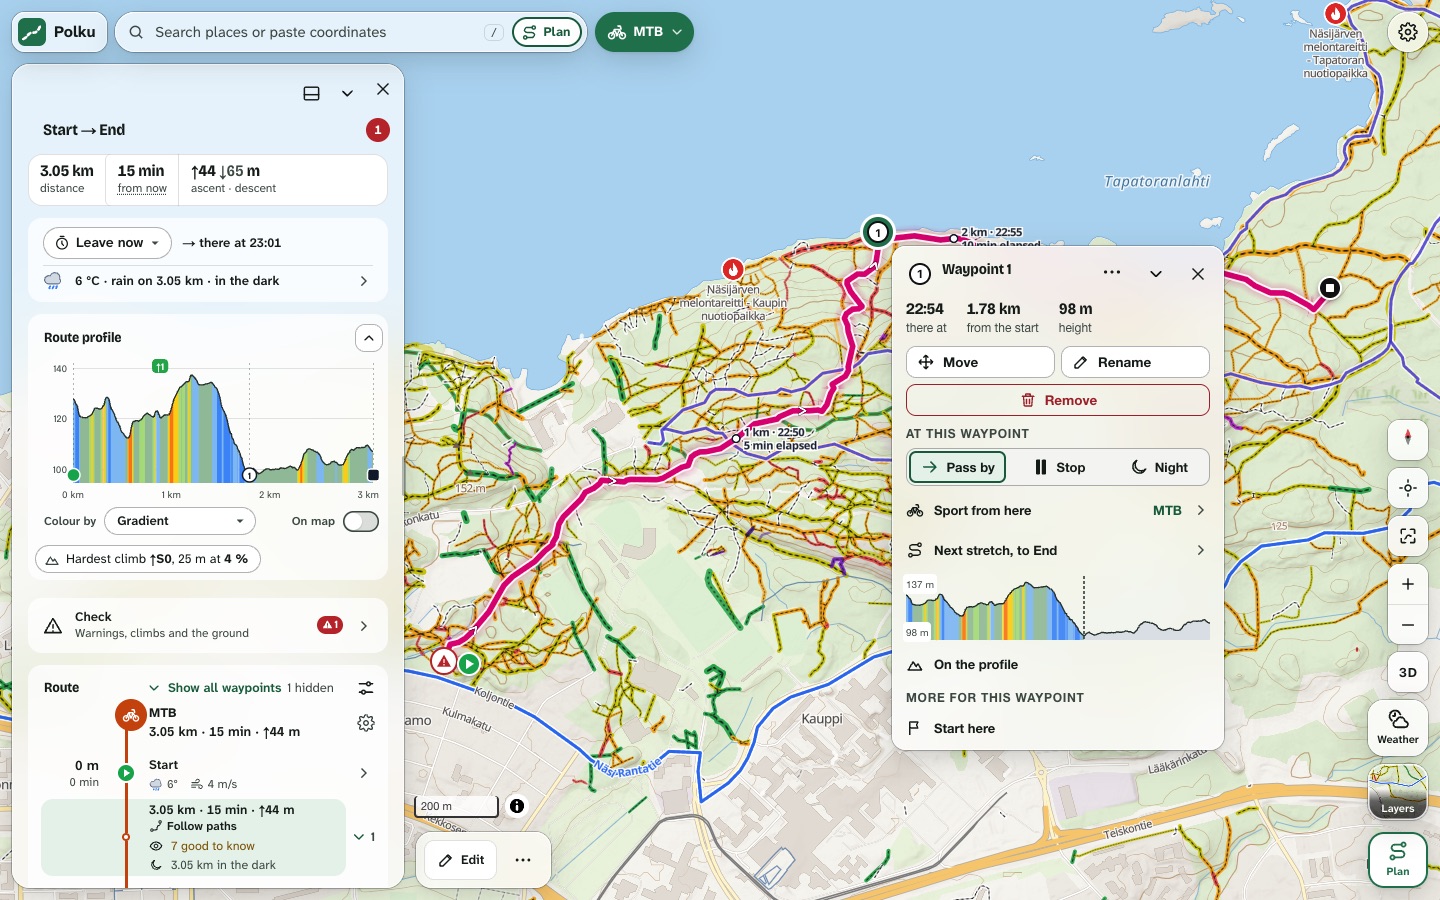 Polku
Search places or paste coordinates
/
Plan
MTB
Start → End
1
3.05 km
distance
15 min
from now
↑44 ↓65 m
ascent · descent
Leave now
→ there at 23:01
6 °C · rain on 3.05 km · in the dark
Route profile
↑1
140
120
100
1
0 km
1 km
2 km
3 km
Colour by
Gradient
On map
Hardest climb ↑S0, 25 m at 4 %
Check
Warnings, climbs and the ground
1
Route
Show all waypoints 1 hidden
MTB
3.05 km · 15 min · ↑44 m
0 m
0 min
Start
6° 4 m/s
3.05 km · 15 min · ↑44 m
Follow paths
7 good to know
3.05 km in the dark
1
Näsijärven
melontareitti
- Tapatoran
nuotiopaikka
Tapatoranlahti
1
2 km · 22:55
10 min elapsed
Näsijärven
melontareitti - Kaupin
nuotiopaikka
1 km · 22:50
5 min elapsed
152 m
125
Koljontie
Kulmakatu
Näsi-Rantatie
Kauppi
Lääkärinkatu
Teiskontie
200 m
Edit
1
Waypoint 1
22:54
there at
1.78 km
from the start
98 m
height
Move
Rename
Remove
AT THIS WAYPOINT
Pass by
Stop
Night
Sport from here
MTB
Next stretch, to End
137 m
98 m
On the profile
MORE FOR THIS WAYPOINT
Start here
3D
Weather
Layers
Plan